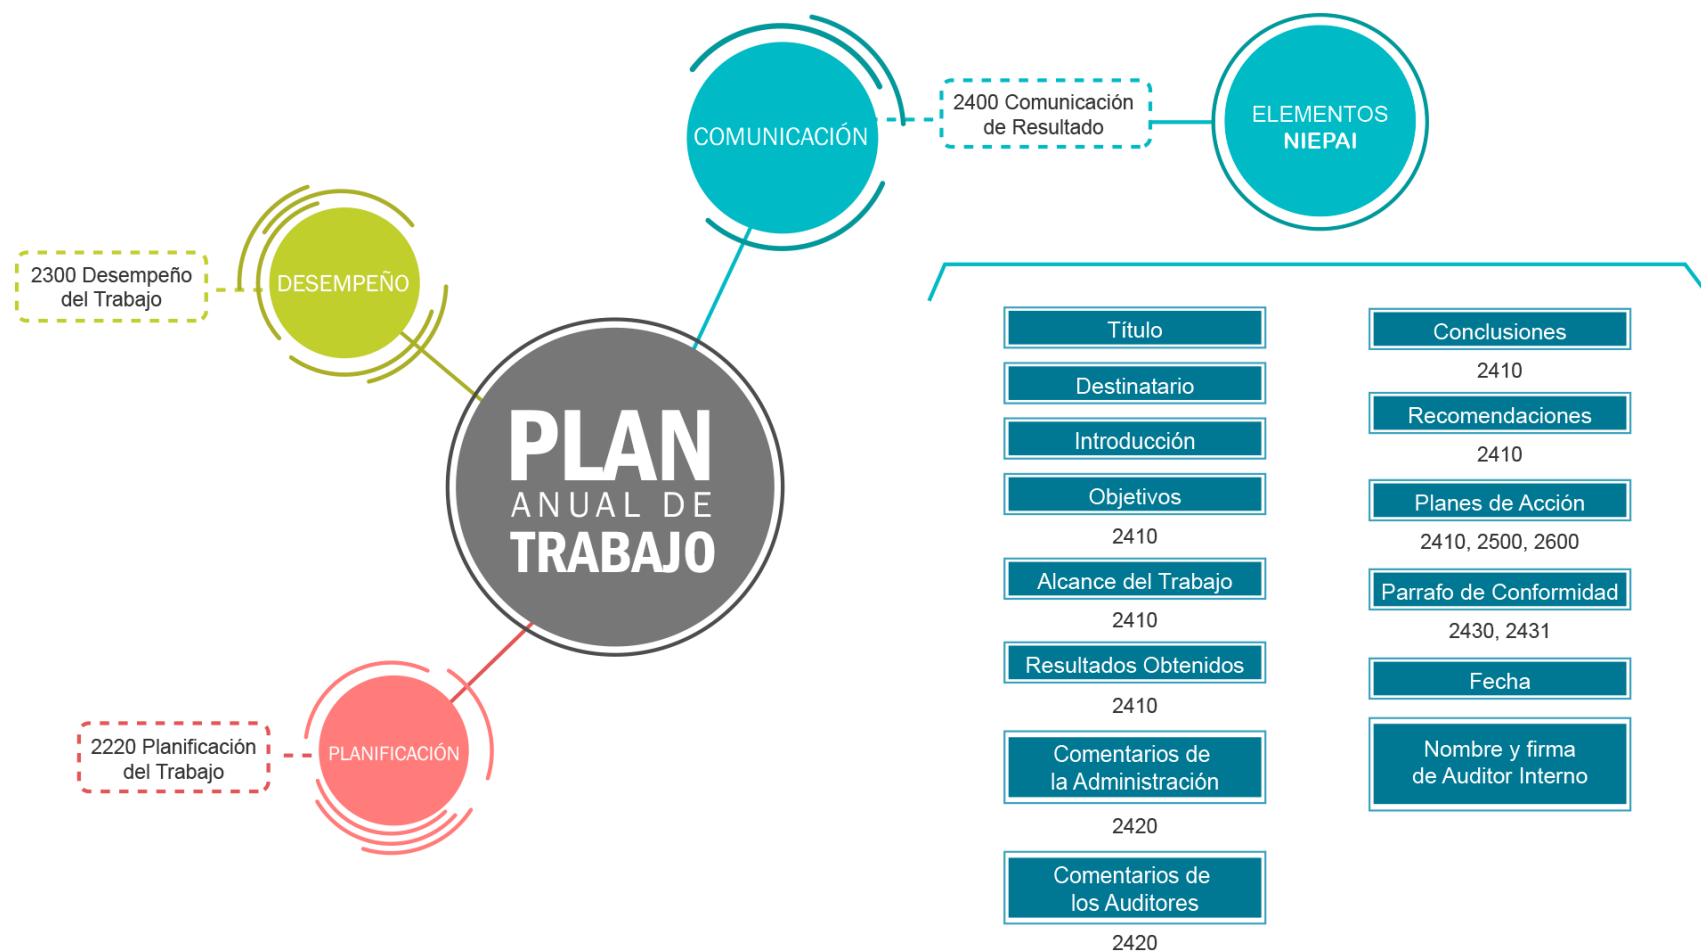 COMUNICACIÓN
2400 Comunicación
de Resultado
ELEMENTOS
NIEPAI
DESEMPEÑO
2300 Desempeño
del Trabajo
PLAN
ANUAL DE
TRABAJO
PLANIFICACIÓN
2220 Planificación
del Trabajo
Título
Destinatario
Introducción
Objetivos
2410
Alcance del Trabajo
2410
Resultados Obtenidos
2410
Comentarios de
la Administración
2420
Comentarios de
los Auditores
2420
Conclusiones
2410
Recomendaciones
2410
Planes de Acción
2410, 2500, 2600
Parrafo de Conformidad
2430, 2431
Fecha
Nombre y firma
de Auditor Interno